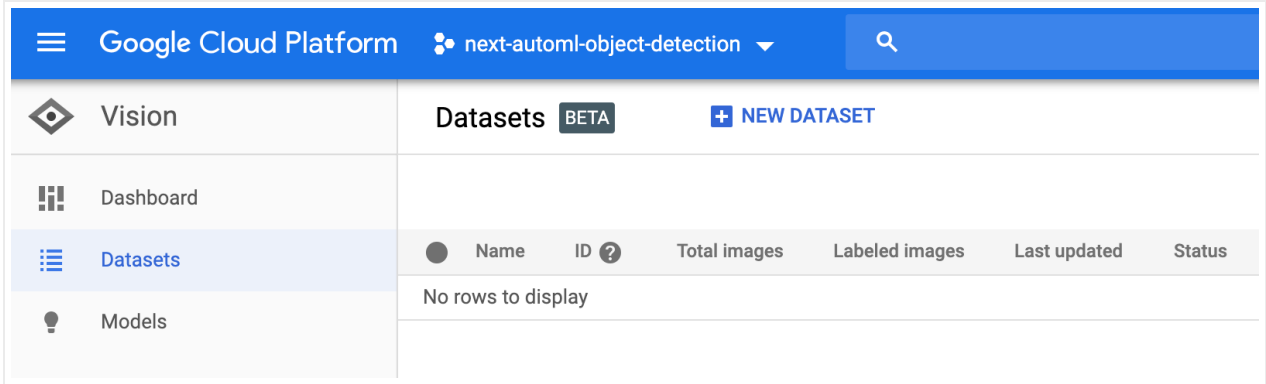 Google Cloud Platform next-automl-object-detection
Vision
Datasets BETA NEW DATASET
Dashboard
Datasets
Models
Name ID ? Total images Labeled images Last updated Status
No rows to display